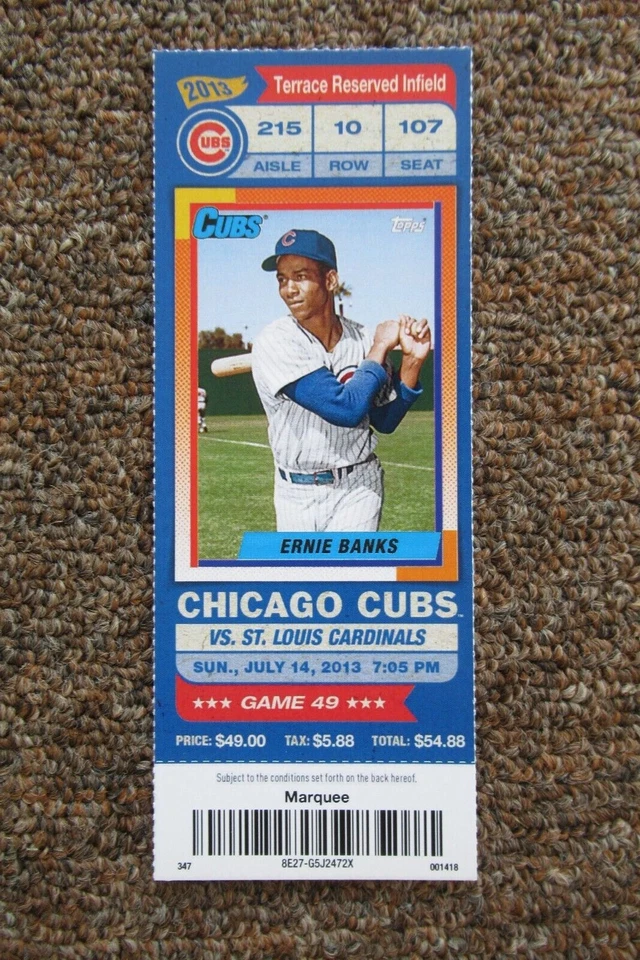 2013
Terrace Reserved Infield
CUBS
215 10 107
AISLE ROW SEAT
CUBS
Topps
C
ERNIE BANKS
CHICAGO CUBS™
VS. ST. LOUIS CARDINALS
SUN., JULY 14, 2013 7:05 PM
★★★ GAME 49 ★★★
PRICE: $49.00 TAX: $5.88 TOTAL: $54.88
Subject to the conditions set forth on the back hereof.
Marquee
347 8E27-G5J2472X 001418